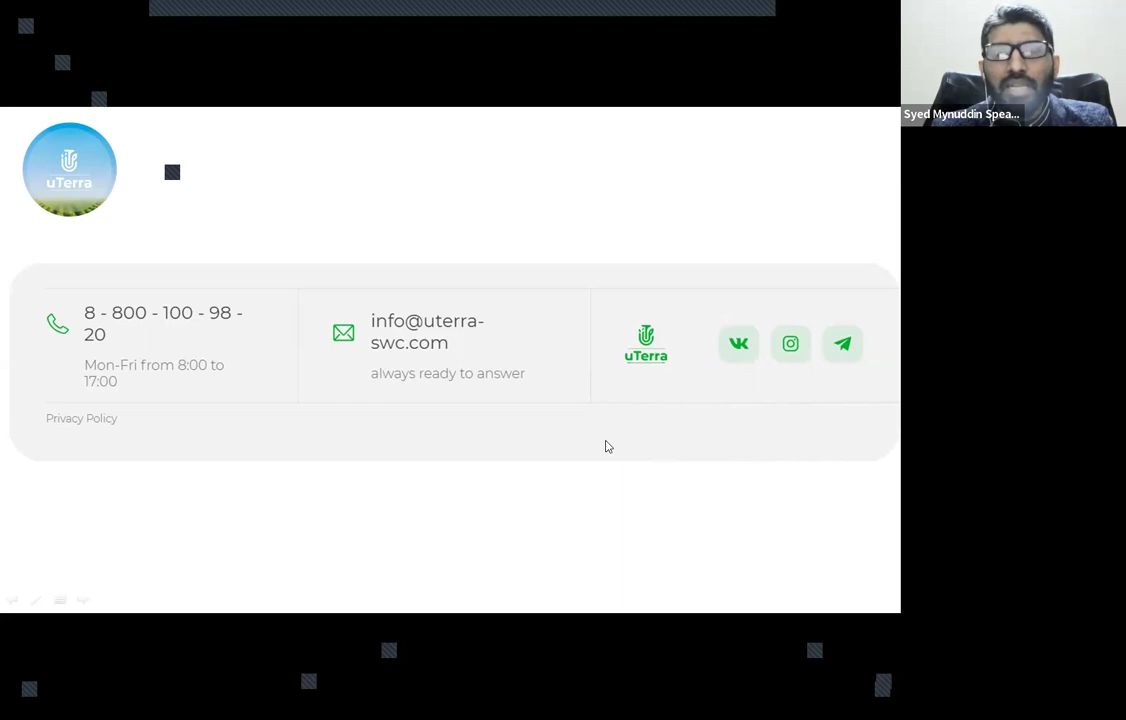 Syed Mynuddin Spea...
uTerra
8 - 800 - 100 - 98 -
20
Mon-Fri from 8:00 to
17:00
info@uterra-
swc.com
always ready to answer
uTerra
Privacy Policy